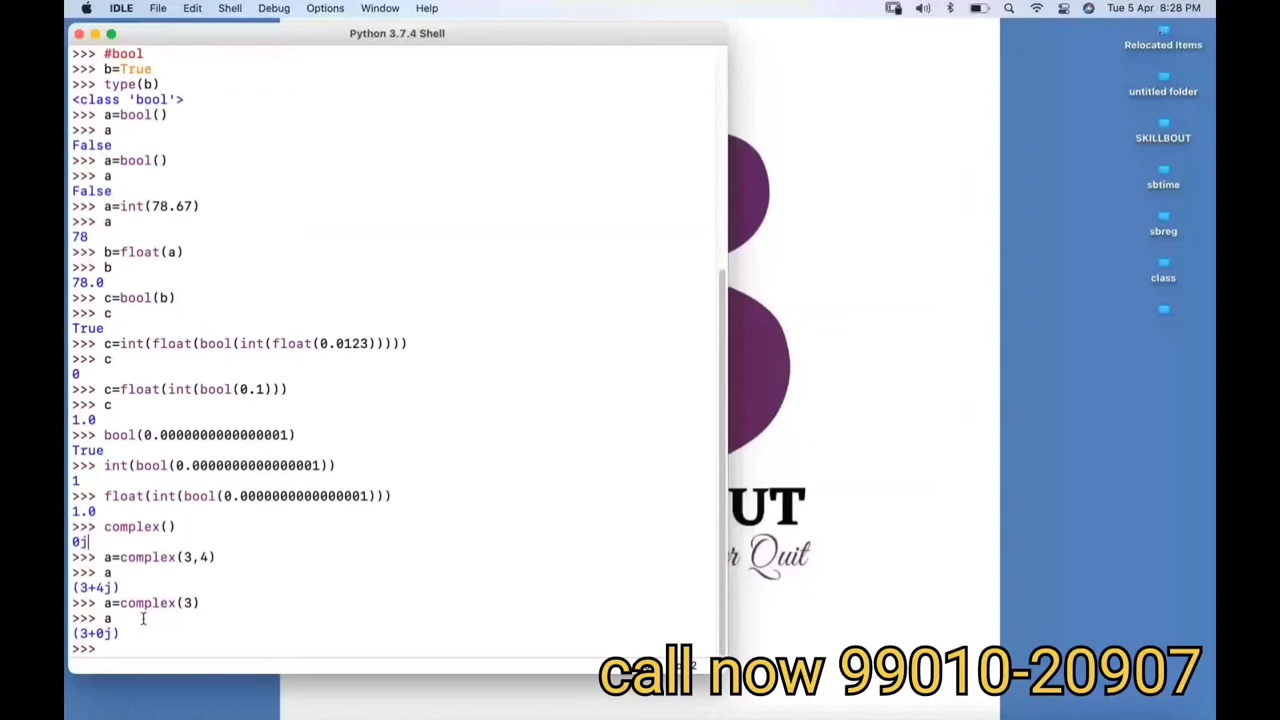 IDLE File Edit Shell Debug Options Window Help Tue 5 Apr 8:28 PM
Python 3.7.4 Shell
>>> #bool
>>> b=True
>>> type(b)
<class 'bool'>
>>> a=bool()
>>> a
False
>>> a=bool()
>>> a
False
>>> a=int(78.67)
>>> a
78
>>> b=float(a)
>>> b
78.0
>>> c=bool(b)
>>> c
True
>>> c=int(float(bool(int(float(0.0123)))))
>>> c
0
>>> c=float(int(bool(0.1)))
>>> c
1.0
>>> bool(0.0000000000000001)
True
>>> int(bool(0.0000000000000001))
1
>>> float(int(bool(0.0000000000000001)))
1.0
>>> complex()
0j
>>> a=complex(3,4)
>>> a
(3+4j)
>>> a=complex(3)
>>> a
(3+0j)
>>>
Relocated Items
untitled folder
SKILLBOUT
sbtime
sbreg
class
UT
r Quit
call now 99010-20907